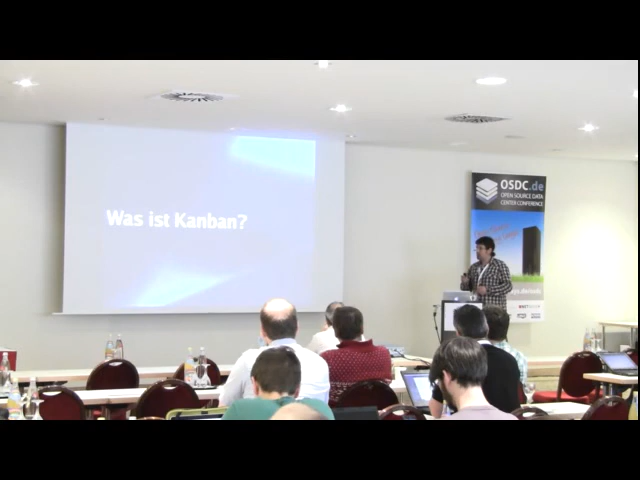 Was ist Kanban?
OSDC.de
OPEN SOURCE DATA
CENTER CONFERENCE